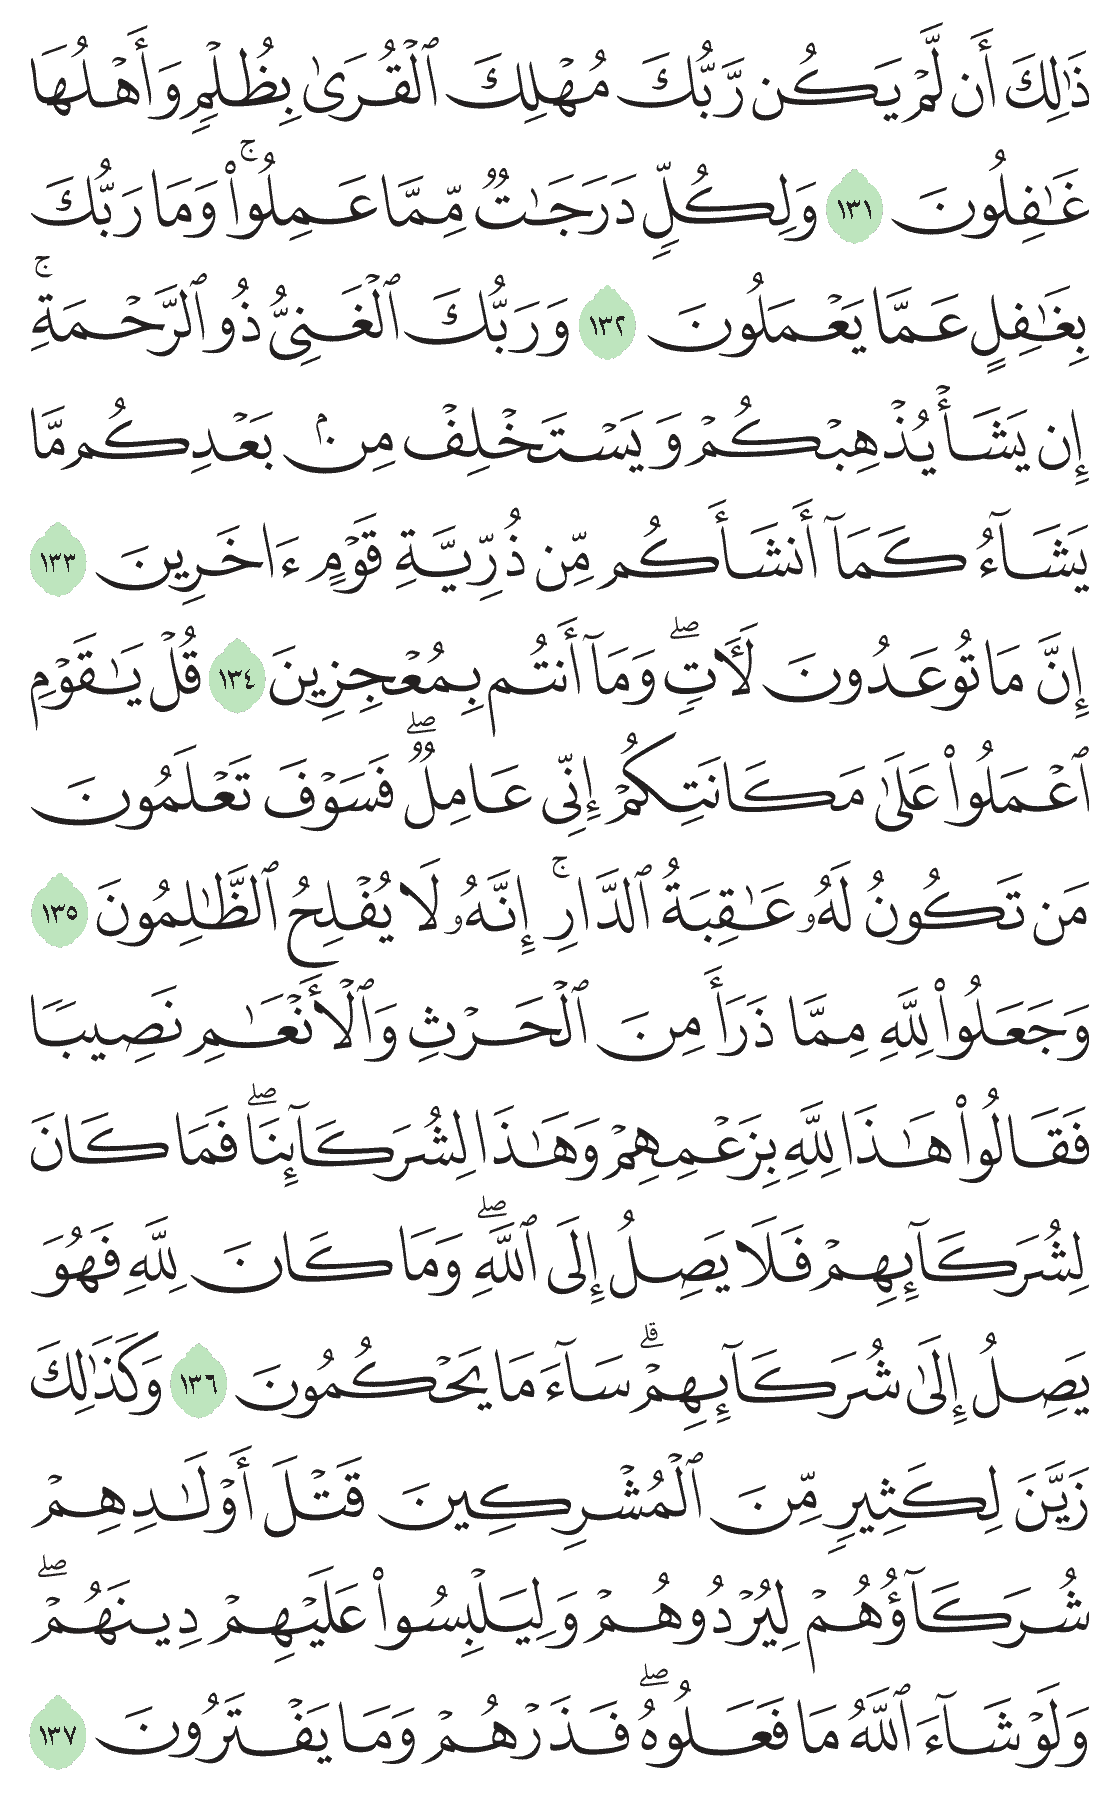 ذَٰلِكَ أَن لَّمْ يَكُن رَّبُّكَ مُهْلِكَ ٱلْقُرَىٰ بِظُلْمٍ وَأَهْلُهَا
غَٰفِلُونَ ١٣١ وَلِكُلٍّ دَرَجَٰتٌ مِّمَّا عَمِلُوا۟ ۚ وَمَا رَبُّكَ
بِغَٰفِلٍ عَمَّا يَعْمَلُونَ ١٣٢ وَرَبُّكَ ٱلْغَنِىُّ ذُو ٱلرَّحْمَةِ ۚ
إِن يَشَأْ يُذْهِبْكُمْ وَيَسْتَخْلِفْ مِنۢ بَعْدِكُم مَّا
يَشَآءُ كَمَآ أَنشَأَكُم مِّن ذُرِّيَّةِ قَوْمٍ ءَاخَرِينَ ١٣٣
إِنَّ مَا تُوعَدُونَ لَءَاتٍ ۖ وَمَآ أَنتُم بِمُعْجِزِينَ ١٣٤ قُلْ يَٰقَوْمِ
ٱعْمَلُوا۟ عَلَىٰ مَكَانَتِكُمْ إِنِّى عَامِلٌ ۖ فَسَوْفَ تَعْلَمُونَ
مَن تَكُونُ لَهُۥ عَٰقِبَةُ ٱلدَّارِ ۚ إِنَّهُۥ لَا يُفْلِحُ ٱلظَّٰلِمُونَ ١٣٥
وَجَعَلُوا۟ لِلَّهِ مِمَّا ذَرَأَ مِنَ ٱلْحَرْثِ وَٱلْأَنْعَٰمِ نَصِيبًا
فَقَالُوا۟ هَٰذَا لِلَّهِ بِزَعْمِهِمْ وَهَٰذَا لِشُرَكَآئِنَا ۖ فَمَا كَانَ
لِشُرَكَآئِهِمْ فَلَا يَصِلُ إِلَى ٱللَّهِ ۖ وَمَا كَانَ لِلَّهِ فَهُوَ
يَصِلُ إِلَىٰ شُرَكَآئِهِمْ ۗ سَآءَ مَا يَحْكُمُونَ ١٣٦ وَكَذَٰلِكَ
زَيَّنَ لِكَثِيرٍ مِّنَ ٱلْمُشْرِكِينَ قَتْلَ أَوْلَٰدِهِمْ
شُرَكَآؤُهُمْ لِيُرْدُوهُمْ وَلِيَلْبِسُوا۟ عَلَيْهِمْ دِينَهُمْ ۖ
وَلَوْ شَآءَ ٱللَّهُ مَا فَعَلُوهُ ۖ فَذَرْهُمْ وَمَا يَفْتَرُونَ ١٣٧